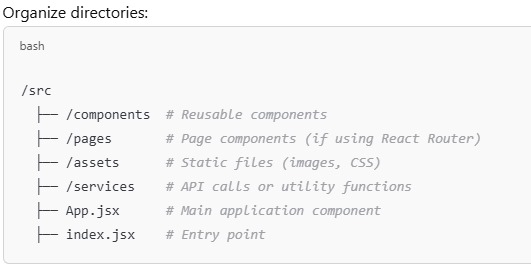 Organize directories:
bash
/src
├── /components  # Reusable components
├── /pages       # Page components (if using React Router)
├── /assets      # Static files (images, CSS)
├── /services    # API calls or utility functions
├── App.jsx      # Main application component
├── index.jsx    # Entry point